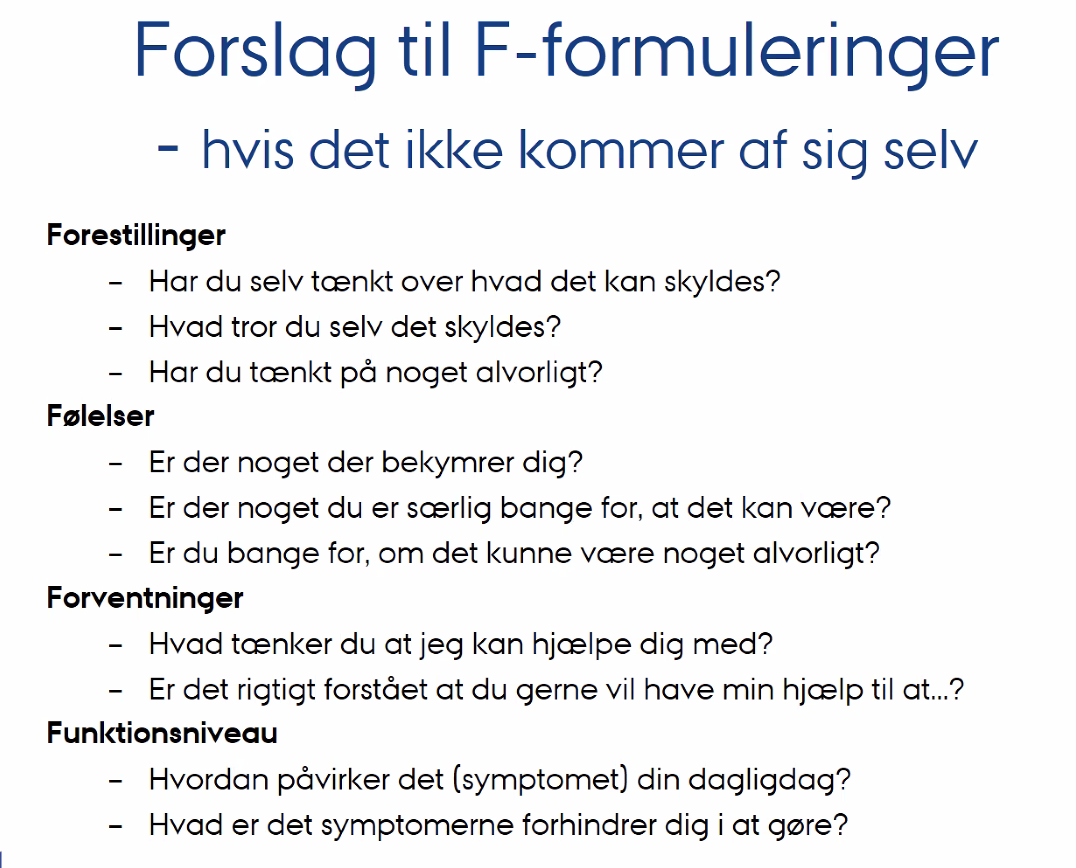 Forslag til F-formuleringer
- hvis det ikke kommer af sig selv
Forestillinger
– Har du selv tænkt over hvad det kan skyldes?
– Hvad tror du selv det skyldes?
– Har du tænkt på noget alvorligt?
Følelser
– Er der noget der bekymrer dig?
– Er der noget du er særlig bange for, at det kan være?
– Er du bange for, om det kunne være noget alvorligt?
Forventninger
– Hvad tænker du at jeg kan hjælpe dig med?
– Er det rigtigt forstået at du gerne vil have min hjælp til at...?
Funktionsniveau
– Hvordan påvirker det (symptomet) din dagligdag?
– Hvad er det symptomerne forhindrer dig i at gøre?